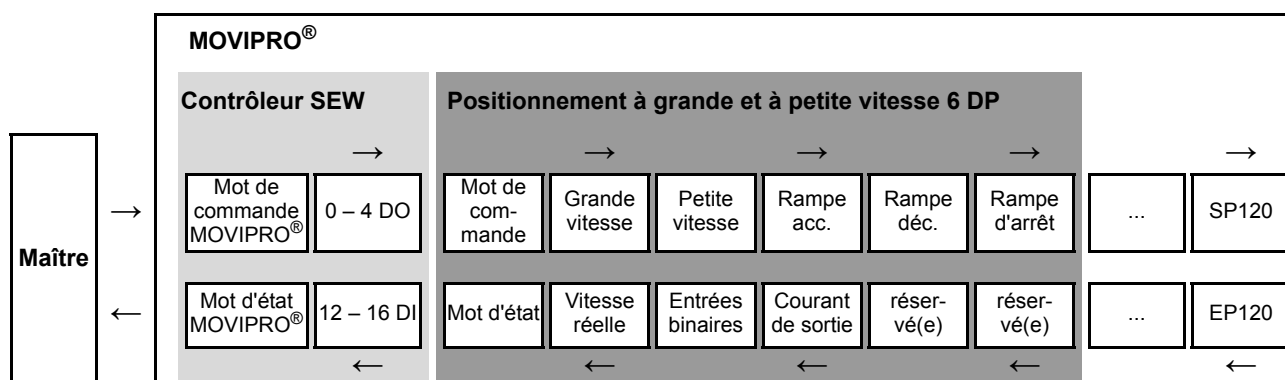 MOVIPRO®
Contrôleur SEW
Positionnement à grande et à petite vitesse 6 DP
→ → → → →
Maître
→
Mot de
commande
MOVIPRO®
0 – 4 DO
Mot de
com-
mande
Grande
vitesse
Petite
vitesse
Rampe
acc.
Rampe
déc.
Rampe
d'arrêt
...
SP120
←
Mot d'état
MOVIPRO®
12 – 16 DI
Mot d'état
Vitesse
réelle
Entrées
binaires
Courant
de sortie
réser-
vé(e)
réser-
vé(e)
...
EP120
← ← ← ← ←